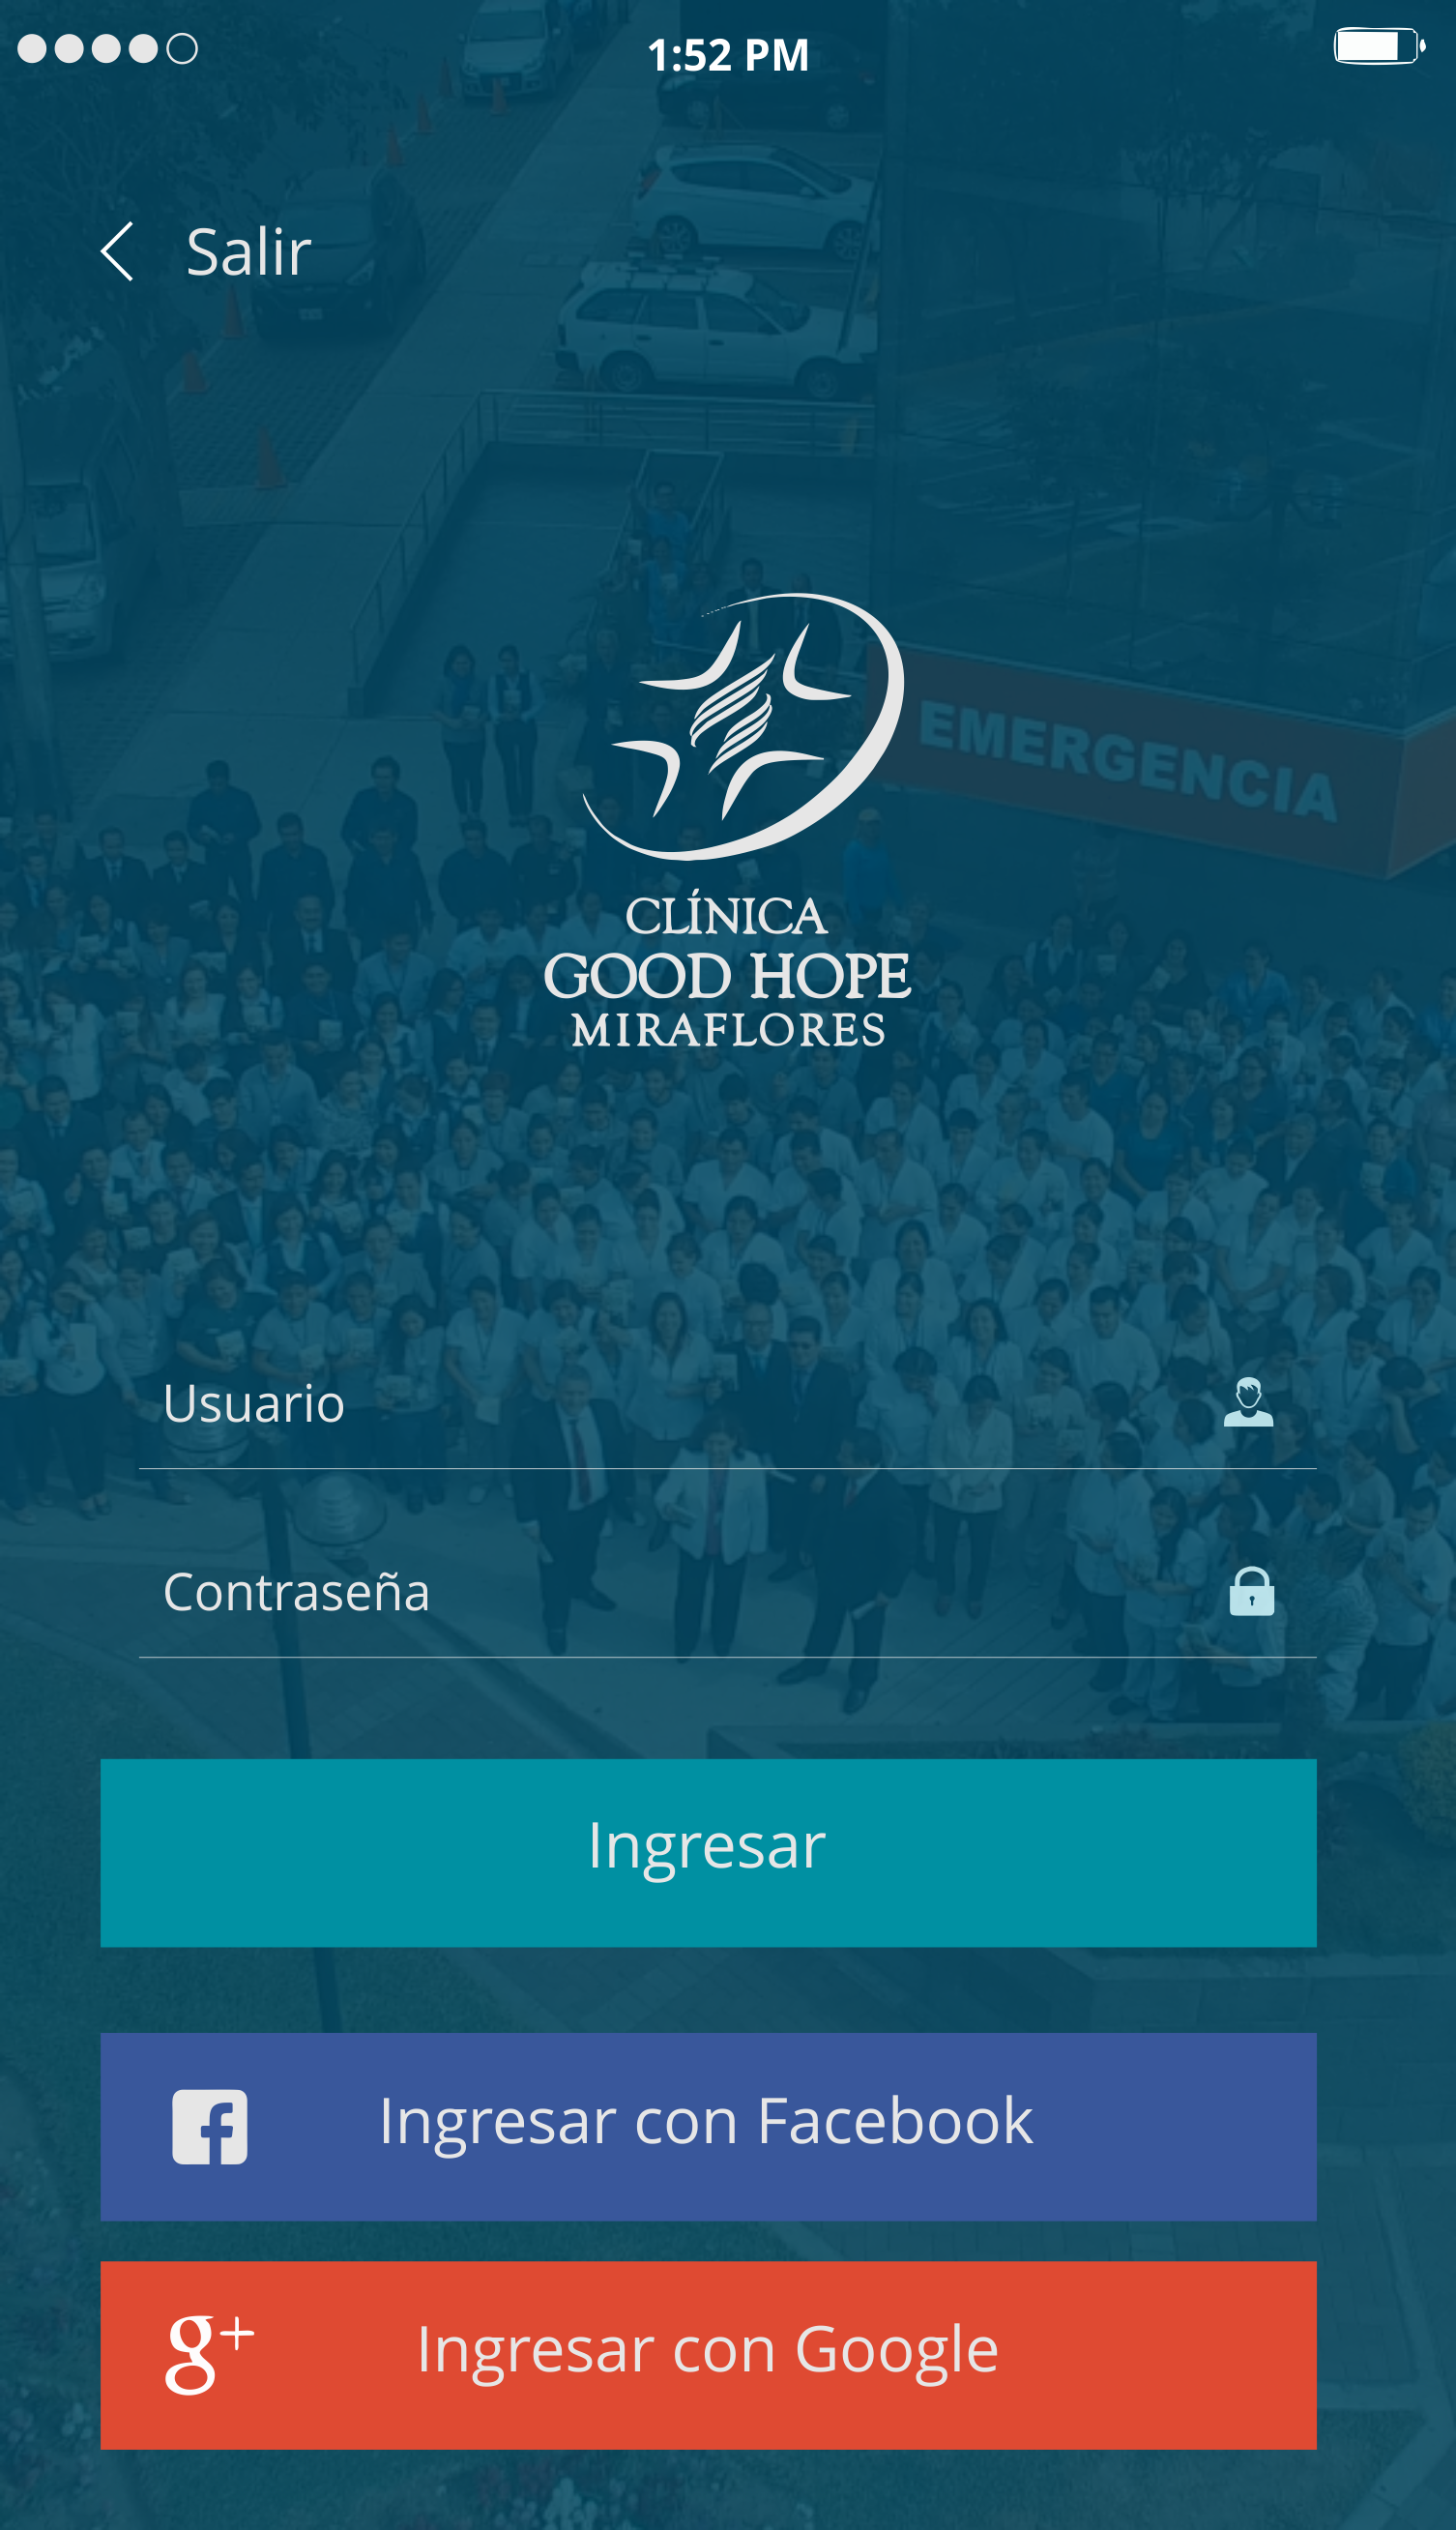 1:52 PM
Salir
EMERGENCIA
CLÍNICA
GOOD HOPE
MIRAFLORES
Usuario
Contraseña
Ingresar
Ingresar con Facebook
g+ Ingresar con Google